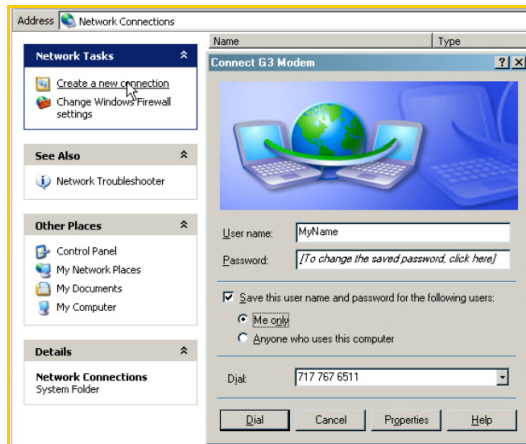 Address Network Connections
Name Type
Network Tasks
Create a new connection
Change Windows Firewall
settings
See Also
Network Troubleshooter
Other Places
Control Panel
My Network Places
My Documents
My Computer
Details
Network Connections
System Folder
Connect G3 Modem
User name: MyName
Password: [To change the saved password, click here]
Save this user name and password for the following users:
Me only
Anyone who uses this computer
Dial: 717 767 6511
Dial Cancel Properties Help